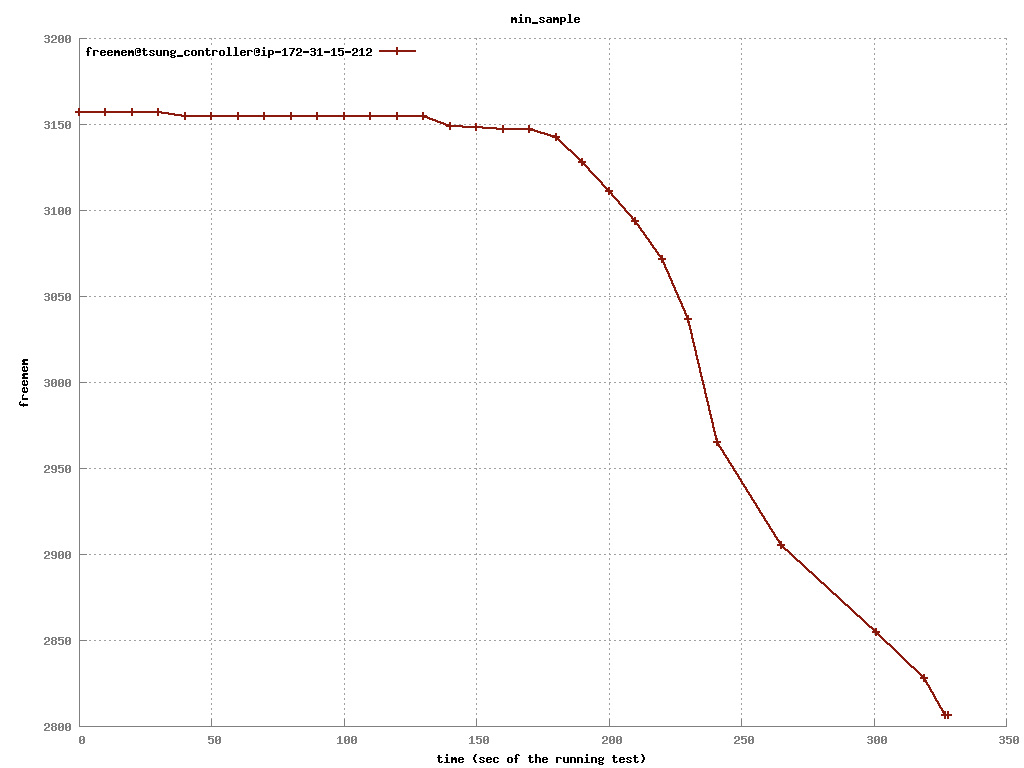 min_sample
freemem@tsung_controller@ip-172-31-15-212
3200
3150
3100
3050
3000
2950
2900
2850
2800
freemem
0 50 100 150 200 250 300 350
time (sec of the running test)